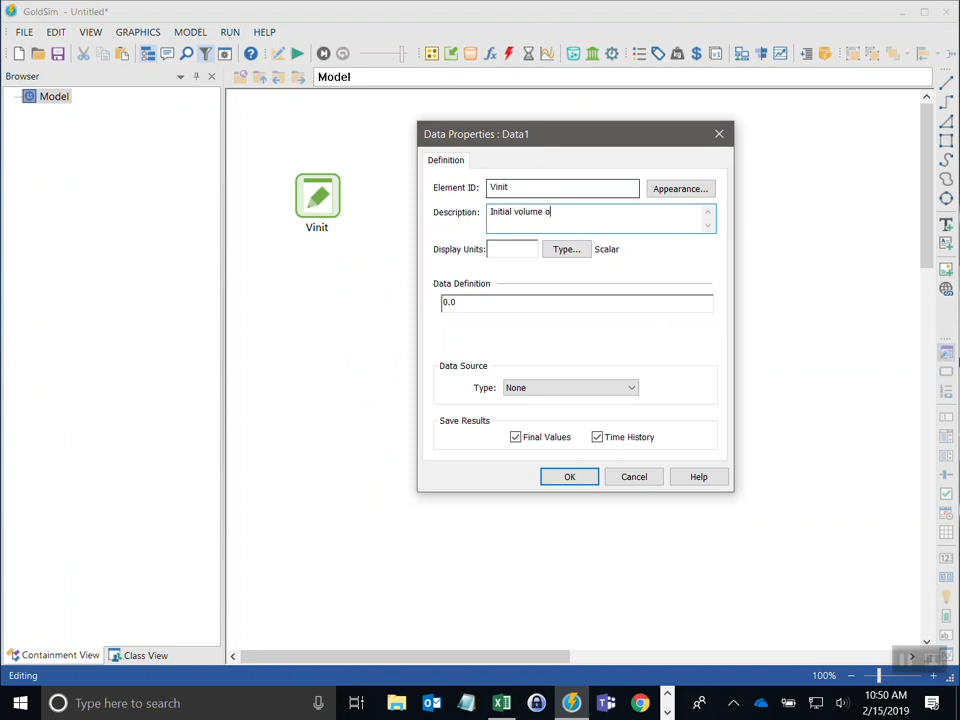 GoldSim - Untitled*
FILE EDIT VIEW GRAPHICS MODEL RUN HELP
Browser
Model
Model
Vinit
Data Properties : Data1
Definition
Element ID: Vinit Appearance...
Description: Initial volume o
Display Units: Type... Scalar
Data Definition
0.0
Data Source
Type: None
Save Results
Final Values Time History
OK Cancel Help
Containment View Class View
Editing 100%
Type here to search
10:50 AM
2/15/2019